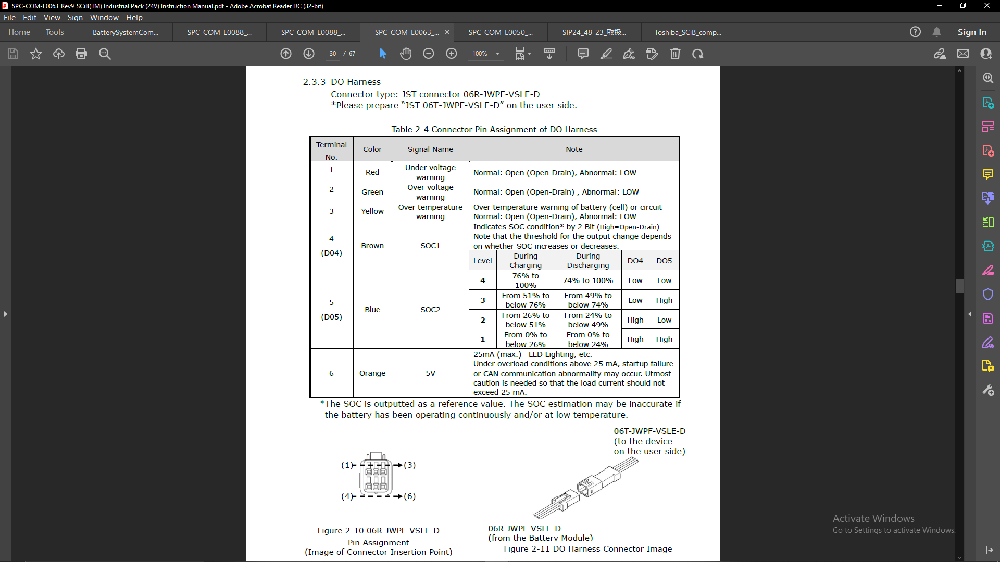 SPC-COM-E0063_Rev9_SCiB(TM) Industrial Pack (24V) Instruction Manual.pdf - Adobe Acrobat Reader DC (32-bit)
File Edit View Sign Window Help
Home Tools BatterySystemCom... SPC-COM-E0088_... SPC-COM-E0088_... SPC-COM-E0063_... × SPC-COM-E0050_... SIP24_48-23_取扱... Toshiba_SCiB_comp... Sign In
30 / 67 100%
2.3.3 DO Harness
Connector type: JST connector 06R-JWPF-VSLE-D
*Please prepare “JST 06T-JWPF-VSLE-D” on the user side.
Table 2-4 Connector Pin Assignment of DO Harness
Terminal No. Color Signal Name Note
1 Red Under voltage warning Normal: Open (Open-Drain), Abnormal: LOW
2 Green Over voltage warning Normal: Open (Open-Drain) , Abnormal: LOW
3 Yellow Over temperature warning Over temperature warning of battery (cell) or circuit
Normal: Open (Open-Drain), Abnormal: LOW
4 (D04) Brown SOC1 Indicates SOC condition* by 2 Bit (High=Open-Drain)
Note that the threshold for the output change depends
on whether SOC increases or decreases.
Level During Charging During Discharging DO4 DO5
5 (D05) Blue SOC2
4 76% to 100% 74% to 100% Low Low
3 From 51% to below 76% From 49% to below 74% Low High
2 From 26% to below 51% From 24% to below 49% High Low
1 From 0% to below 26% From 0% to below 24% High High
6 Orange 5V 25mA (max.) LED Lighting, etc.
Under overload conditions above 25 mA, startup failure
or CAN communication abnormality may occur. Utmost
caution is needed so that the load current should not
exceed 25 mA.
*The SOC is outputted as a reference value. The SOC estimation may be inaccurate if
the battery has been operating continuously and/or at low temperature.
06T-JWPF-VSLE-D
(to the device
on the user side)
(1) (3)
(4) (6)
Figure 2-10 06R-JWPF-VSLE-D
Pin Assignment
(Image of Connector Insertion Point)
06R-JWPF-VSLE-D
(from the Battery Module)
Figure 2-11 DO Harness Connector Image
Activate Windows
Go to Settings to activate Windows.